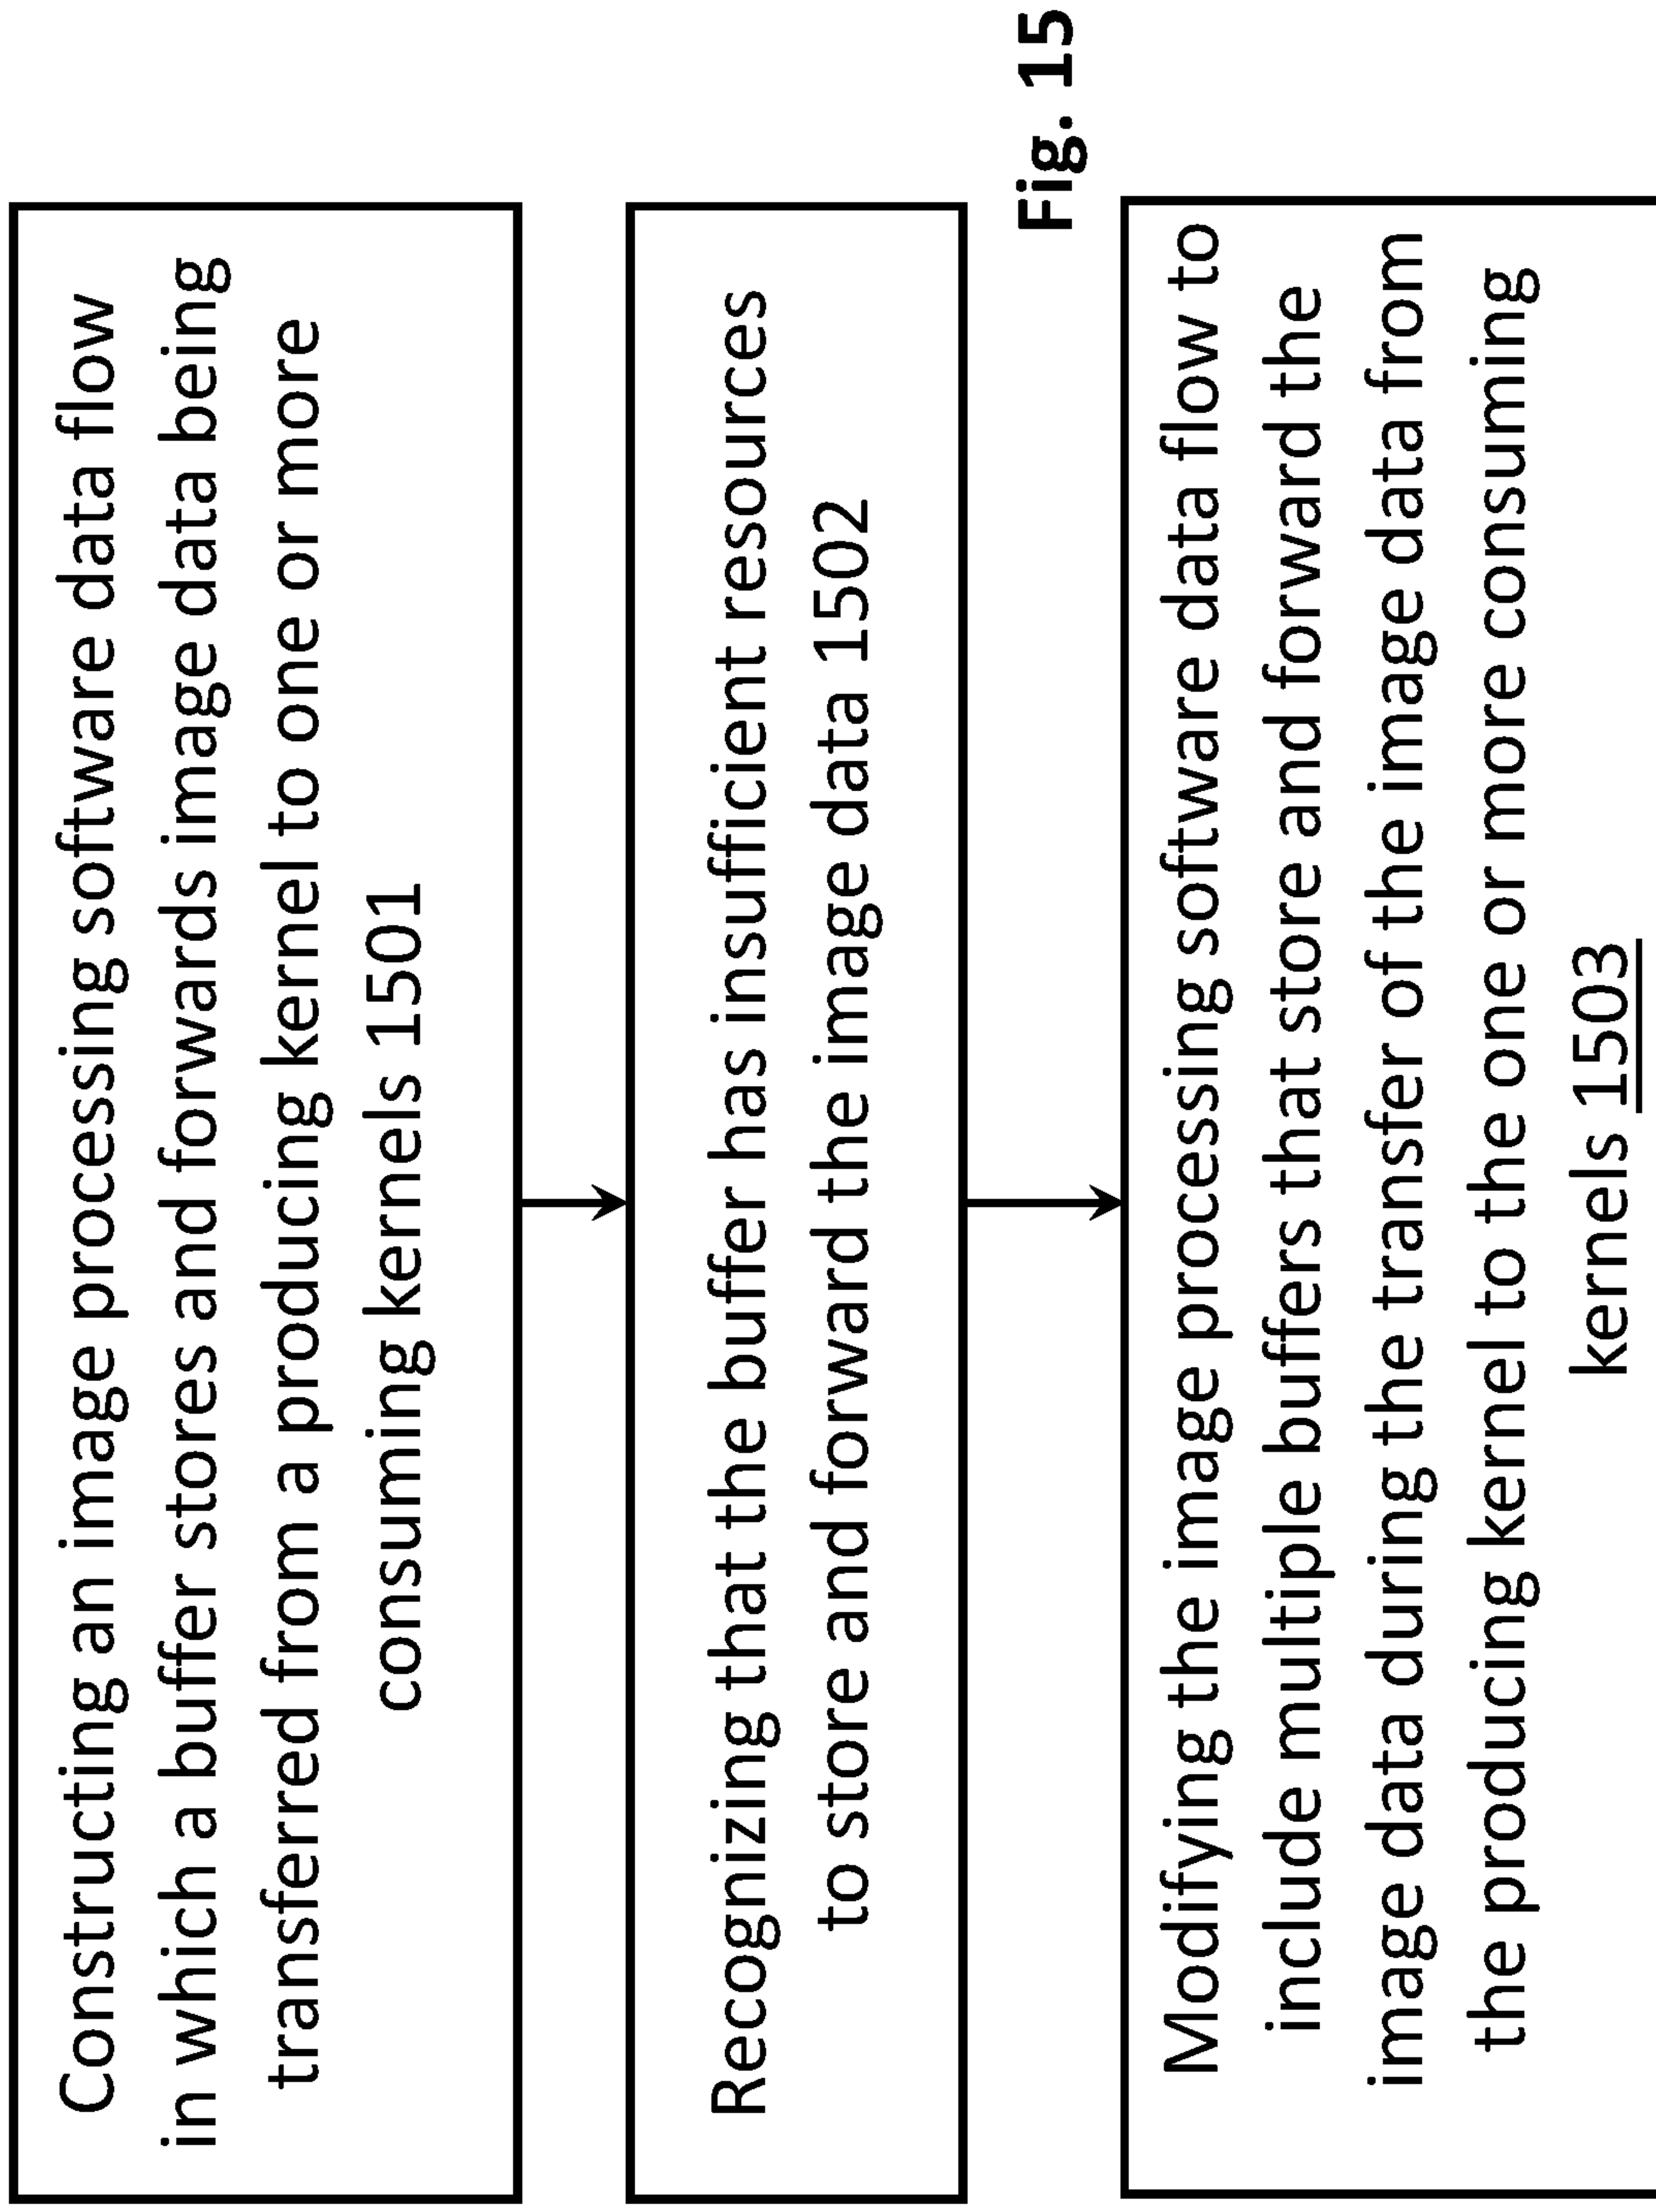 Constructing an image processing software data flow
in which a buffer stores and forwards image data being
transferred from a producing kernel to one or more
consuming kernels 1501
Recognizing that the buffer has insufficient resources
to store and forward the image data 1502
Modifying the image processing software data flow to
include multiple buffers that store and forward the
image data during the transfer of the image data from
the producing kernel to the one or more consuming
kernels 1503
Fig. 15